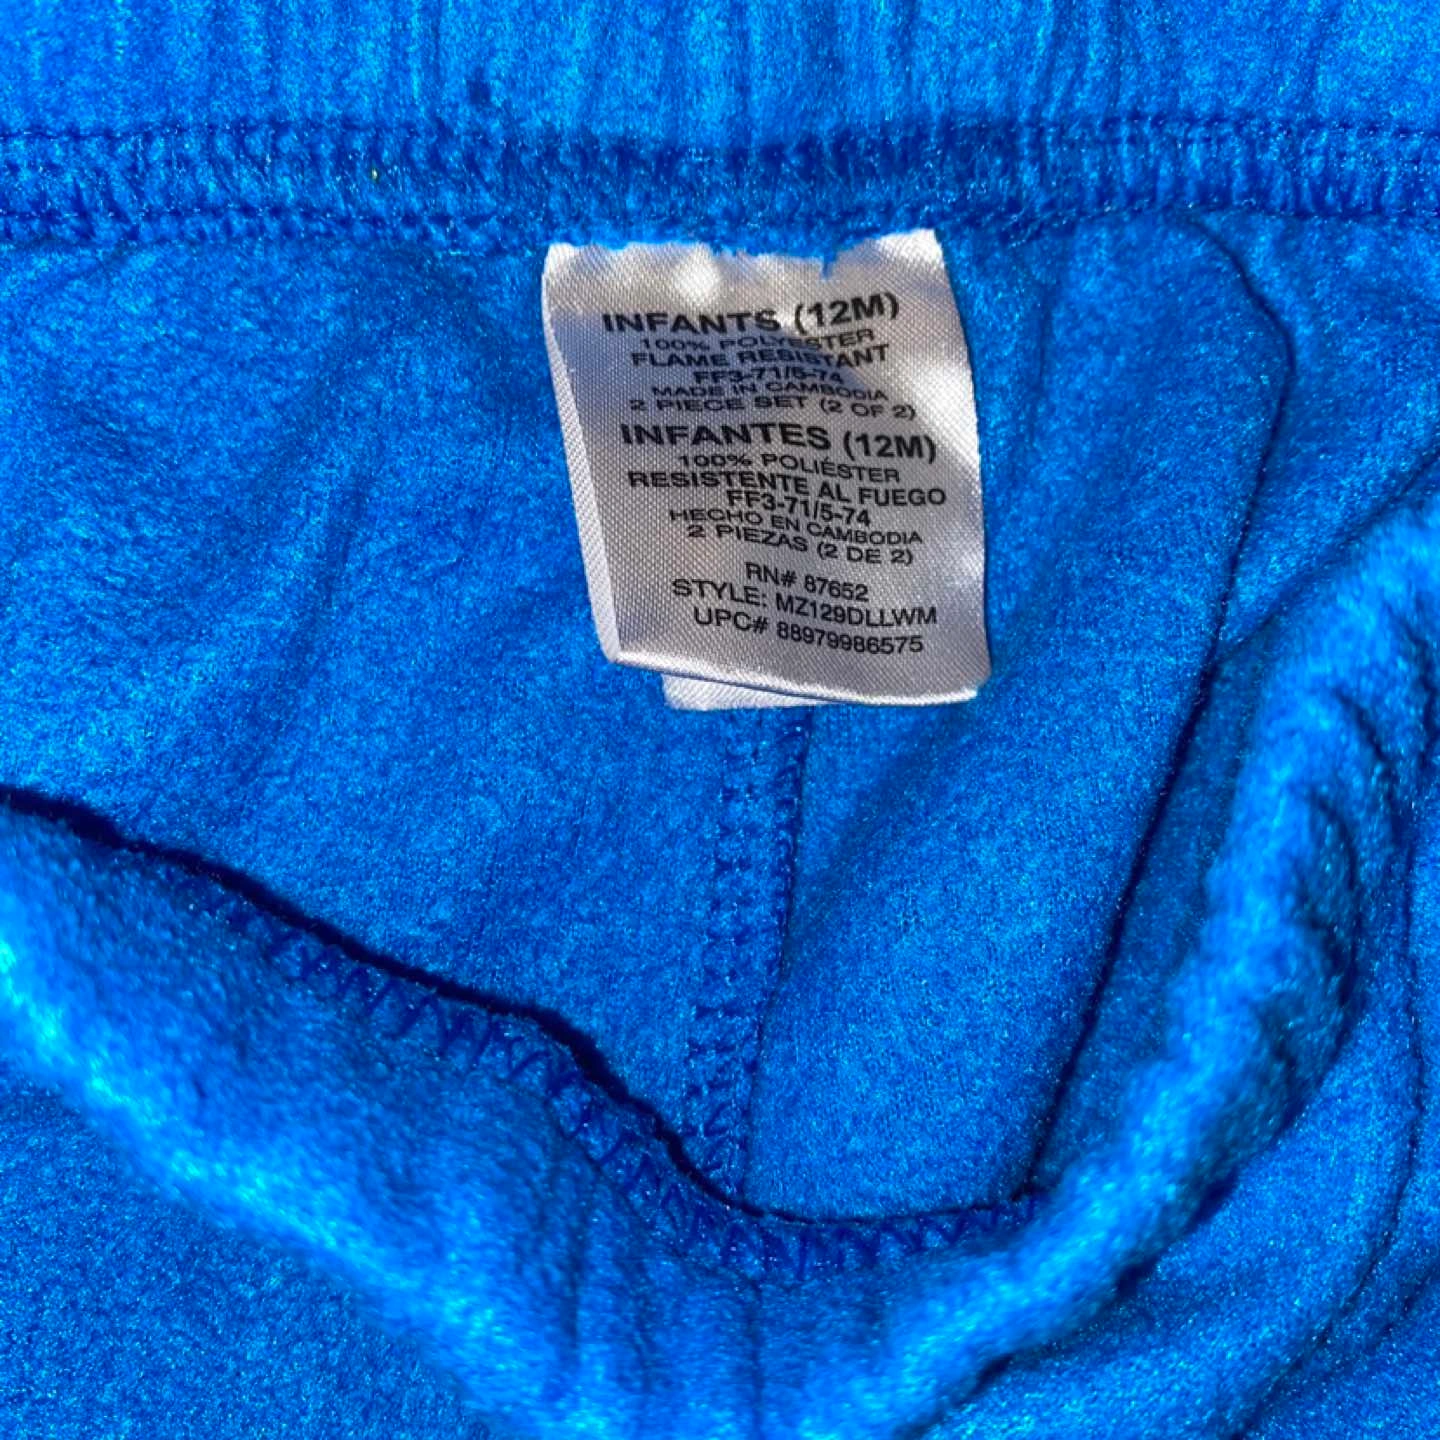 INFANTS (12M)
100% POLYESTER
FLAME RESISTANT
FF3-71/5-74
MADE IN CAMBODIA
2 PIECE SET (2 OF 2)
INFANTES (12M)
100% POLIÉSTER
RESISTENTE AL FUEGO
FF3-71/5-74
HECHO EN CAMBODIA
2 PIEZAS (2 DE 2)
RN# 87652
STYLE: MZ129DLLWM
UPC# 88979986575